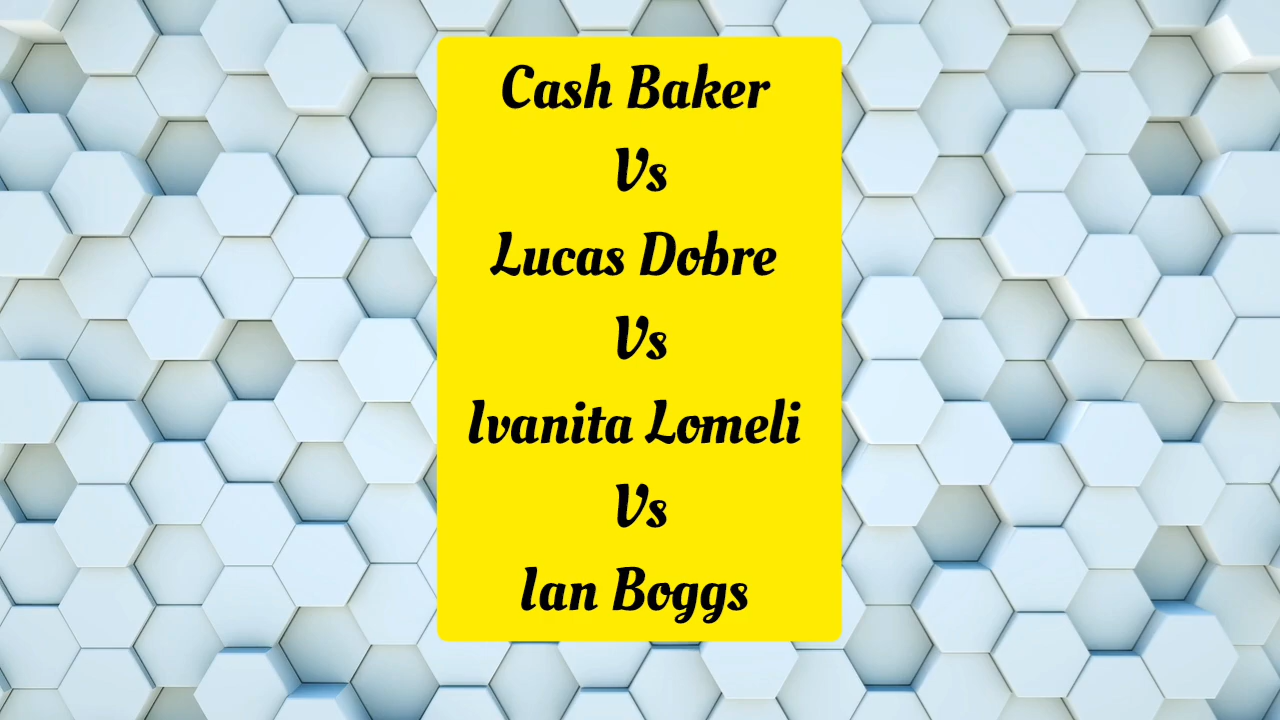 Cash Baker
Vs
Lucas Dobre
Vs
Ivanita Lomeli
Vs
Ian Boggs